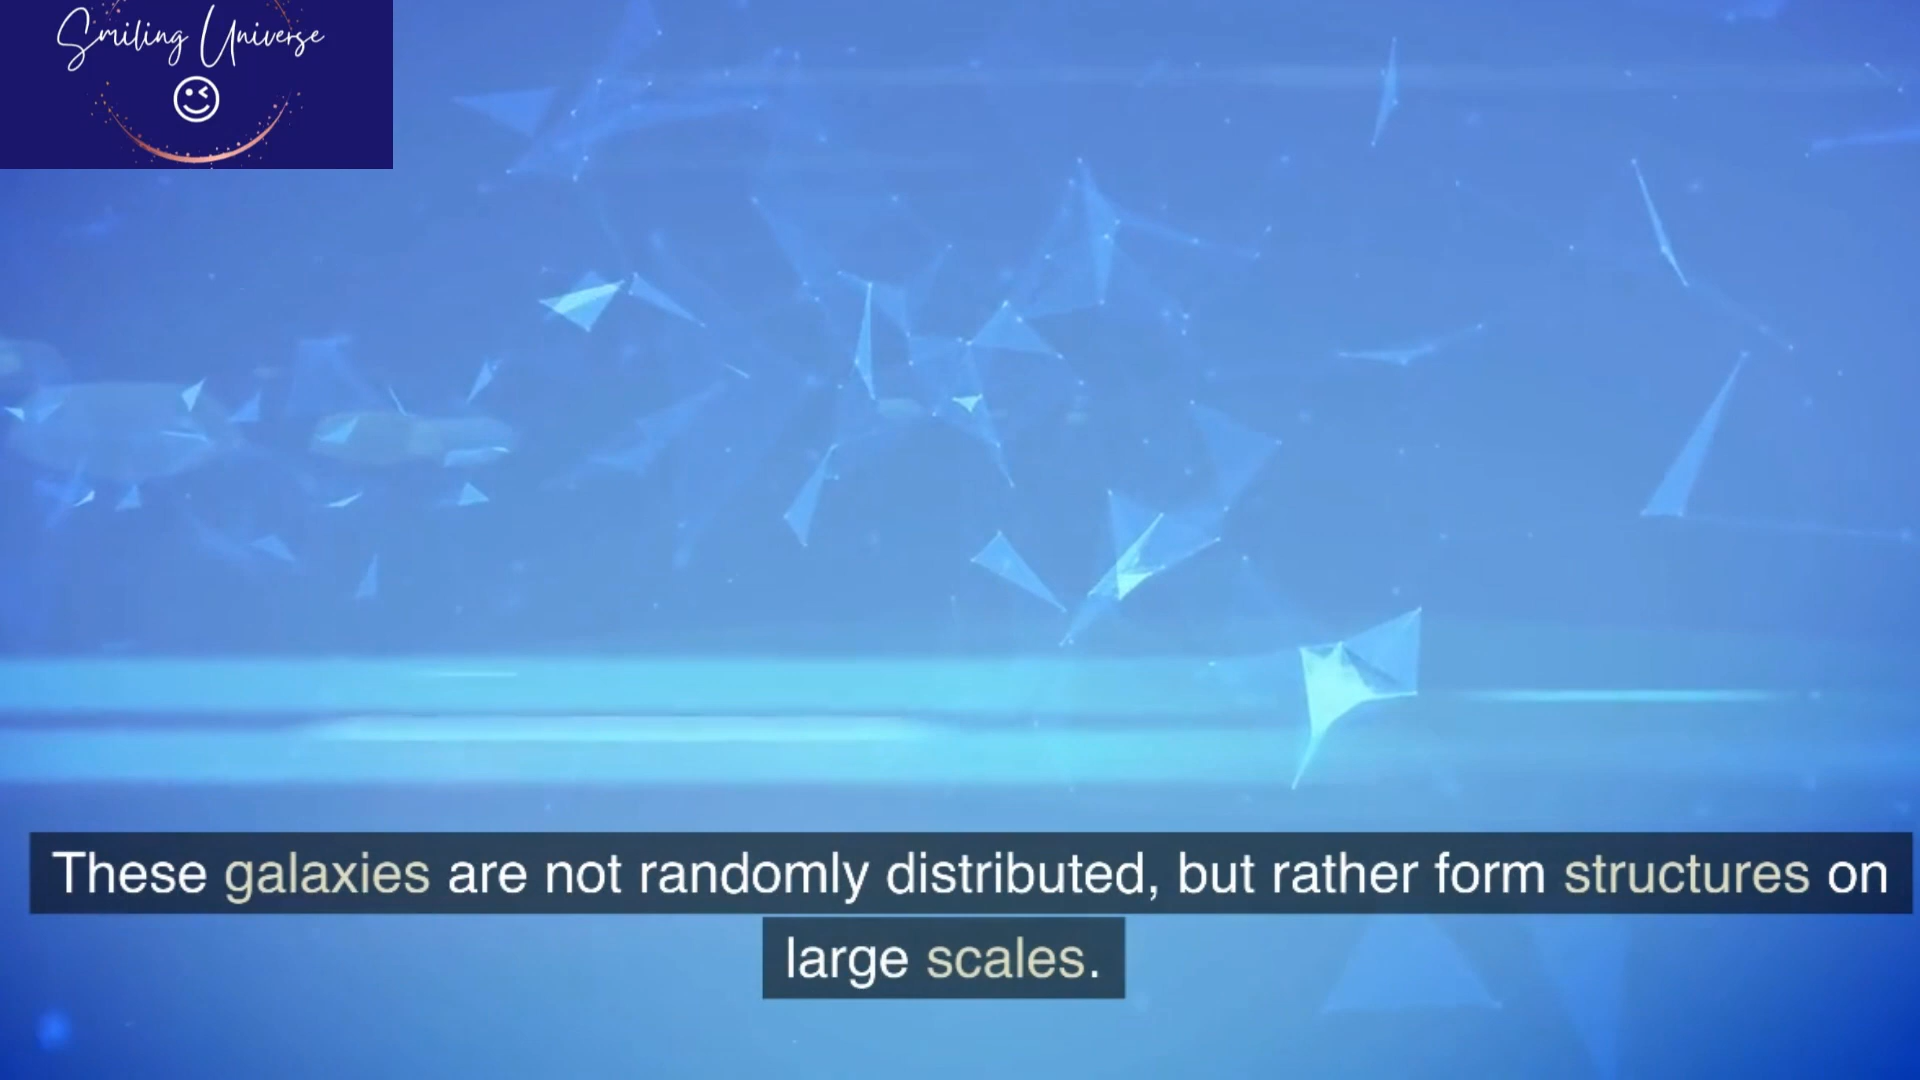 Smiling Universe
These galaxies are not randomly distributed, but rather form structures on
large scales.